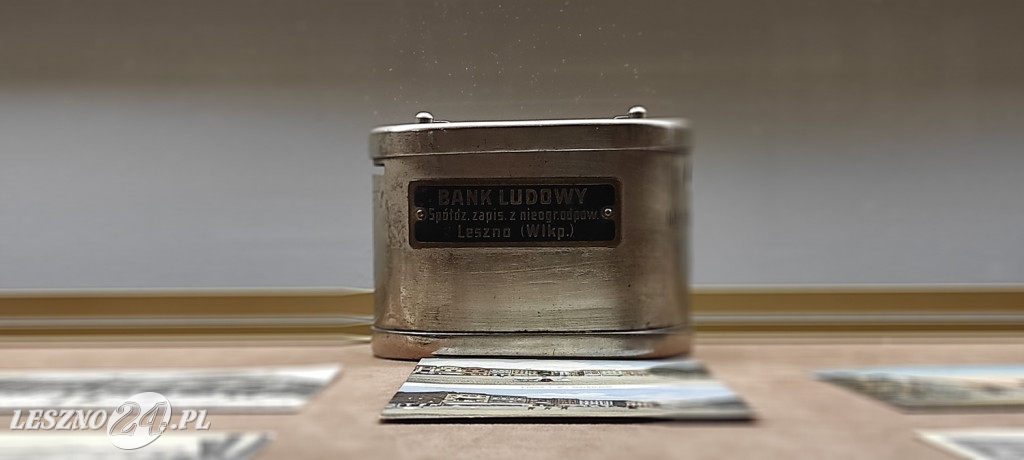 BANK LUDOWY
Spółdz. zapis. z nieogr. odpow.
Leszno (Wlkp.)
LESZNO24.PL